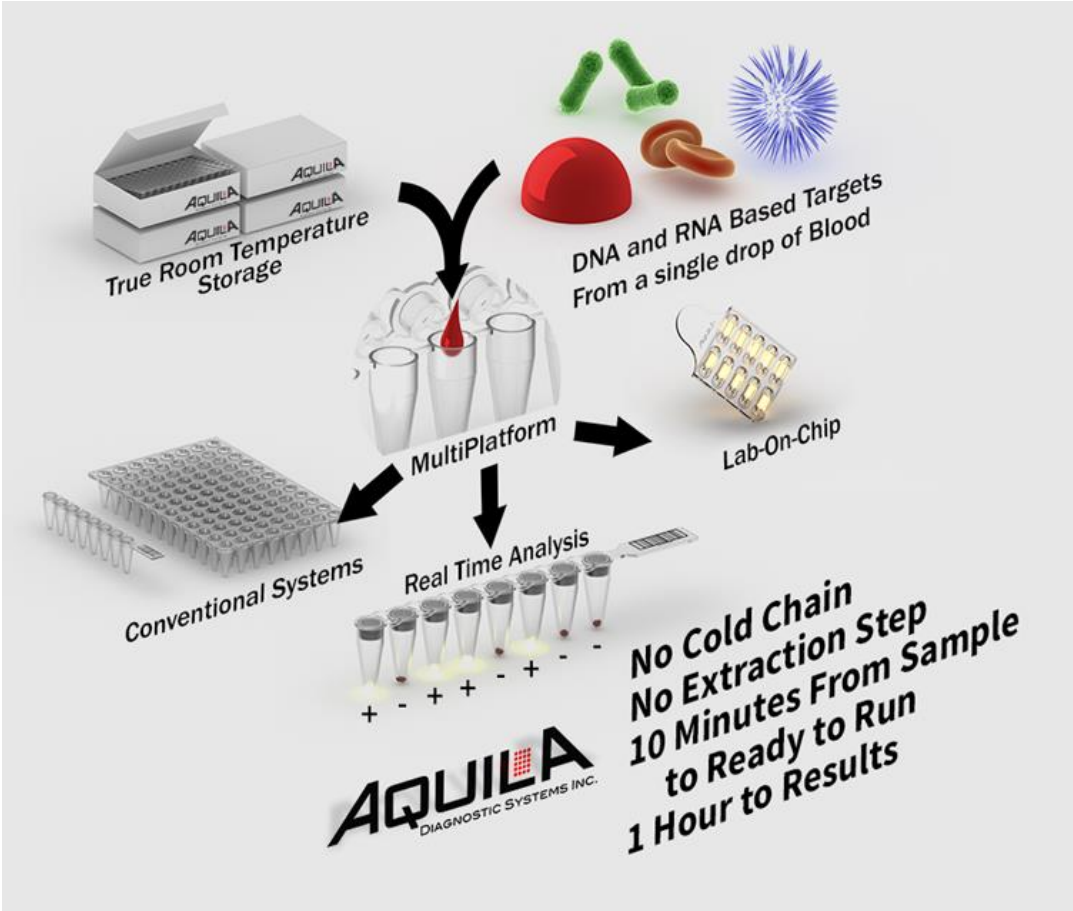 AQUILA
AQUILA
AQUILA
AQUILA
True Room Temperature
Storage
DNA and RNA Based Targets
From a single drop of Blood
MultiPlatform
Lab-On-Chip
Conventional Systems
Real Time Analysis
+ - + + - + - -
No Cold Chain
No Extraction Step
10 Minutes From Sample
to Ready to Run
1 Hour to Results
AQUILA
DIAGNOSTIC SYSTEMS INC.